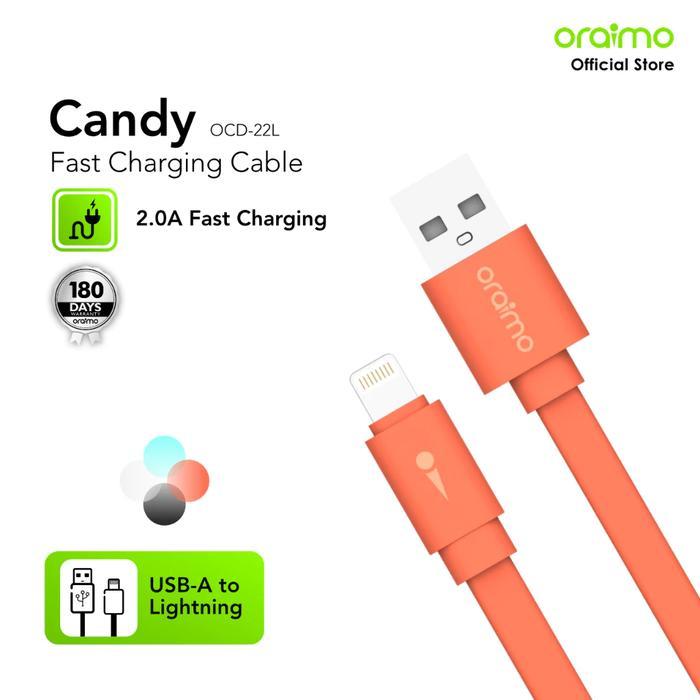 oraimo
Official Store
Candy OCD-22L
Fast Charging Cable
2.0A Fast Charging
180
DAYS
WARRANTY
oraimo
oraimo
USB-A to
Lightning